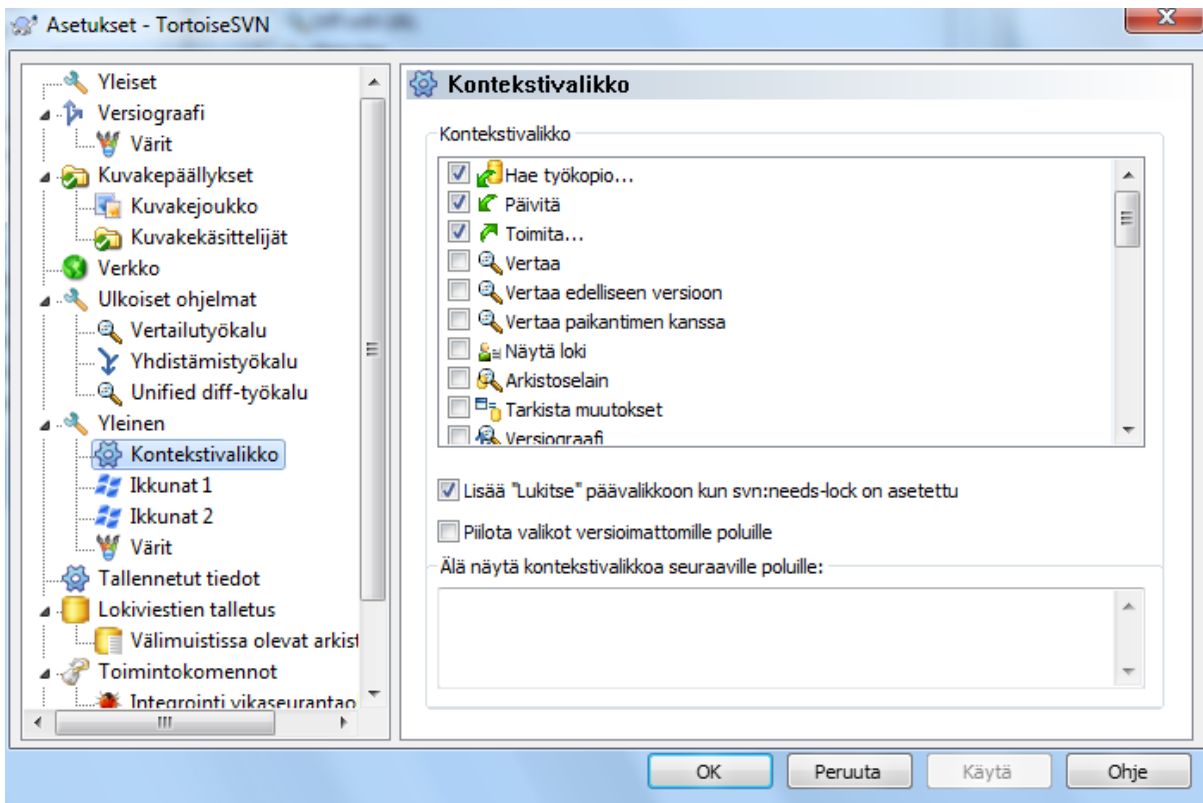 Asetukset - TortoiseSVN
Yleiset
Versiograafi
Värit
Kuvakepäällykset
Kuvakejoukko
Kuvakekäsittelijät
Verkko
Ulkoiset ohjelmat
Vertailutyökalu
Yhdistämistyökalu
Unified diff-työkalu
Yleinen
Kontekstivalikko
Ikkunat 1
Ikkunat 2
Värit
Tallennetut tiedot
Lokiviestien talletus
Välimuistissa olevat arkist
Toimintokomennot
Integrointi vikaseurantao
Kontekstivalikko
Kontekstivalikko
Hae työkopio...
Päivitä
Toimita...
Vertaa
Vertaa edelliseen versioon
Vertaa paikantimen kanssa
Näytä loki
Arkistoselain
Tarkista muutokset
Versiograafi
Lisää "Lukitse" päävalikkoon kun svn:needs-lock on asetettu
Piilota valikot versioimattomille poluille
Älä näytä kontekstivalikkoa seuraaville poluille:
OK
Peruuta
Käytä
Ohje